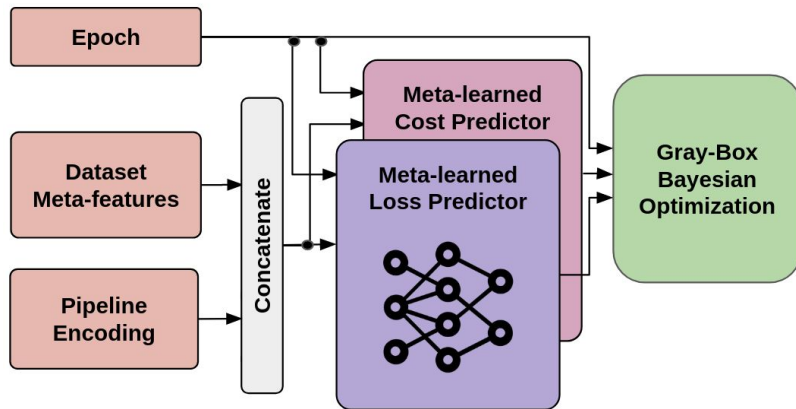 Epoch
Dataset
Meta-features
Pipeline
Encoding
Concatenate
Meta-learned
Cost Predictor
Meta-learned
Loss Predictor
Gray-Box
Bayesian
Optimization